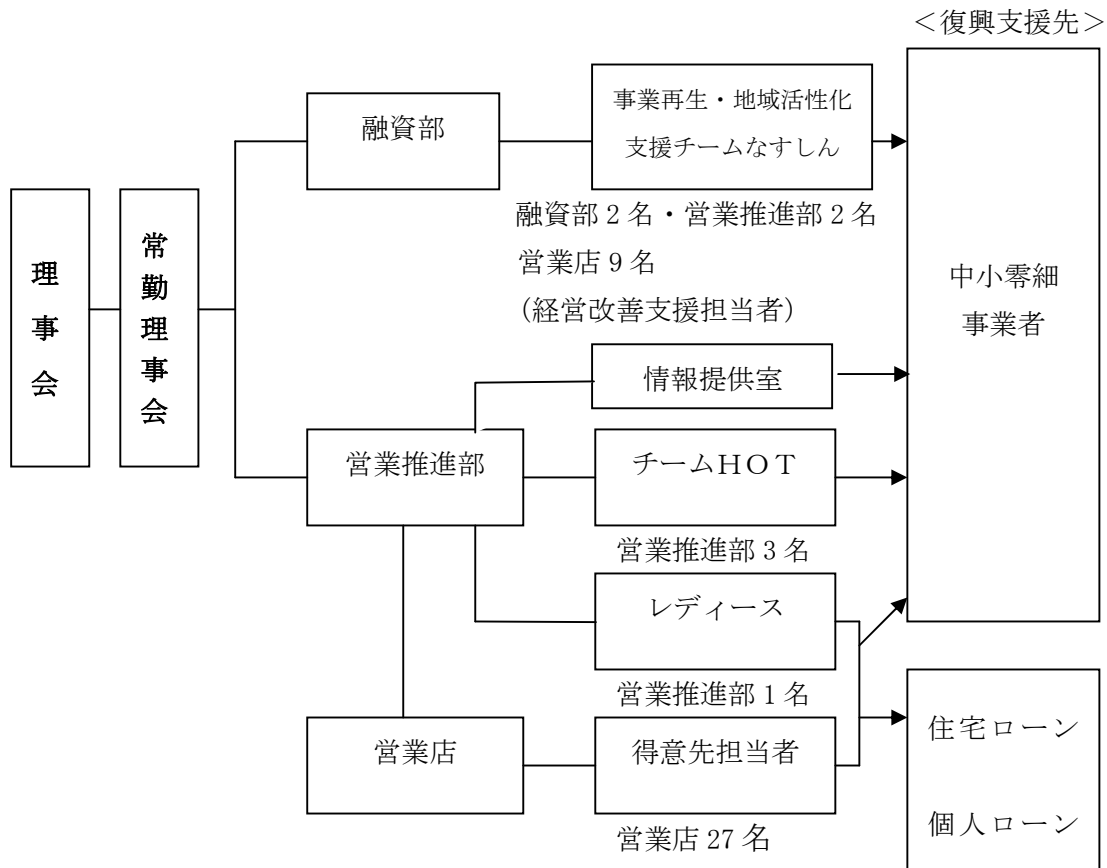 ＜復興支援先＞
理事会
常勤理事会
融資部
事業再生・地域活性化
支援チームなすしん
融資部 2 名・営業推進部 2 名
営業店 9 名
（経営改善支援担当者）
中小零細
事業者
情報提供室
営業推進部
チームＨＯＴ
営業推進部 3 名
レディース
営業推進部 1 名
営業店
得意先担当者
営業店 27 名
住宅ローン
個人ローン